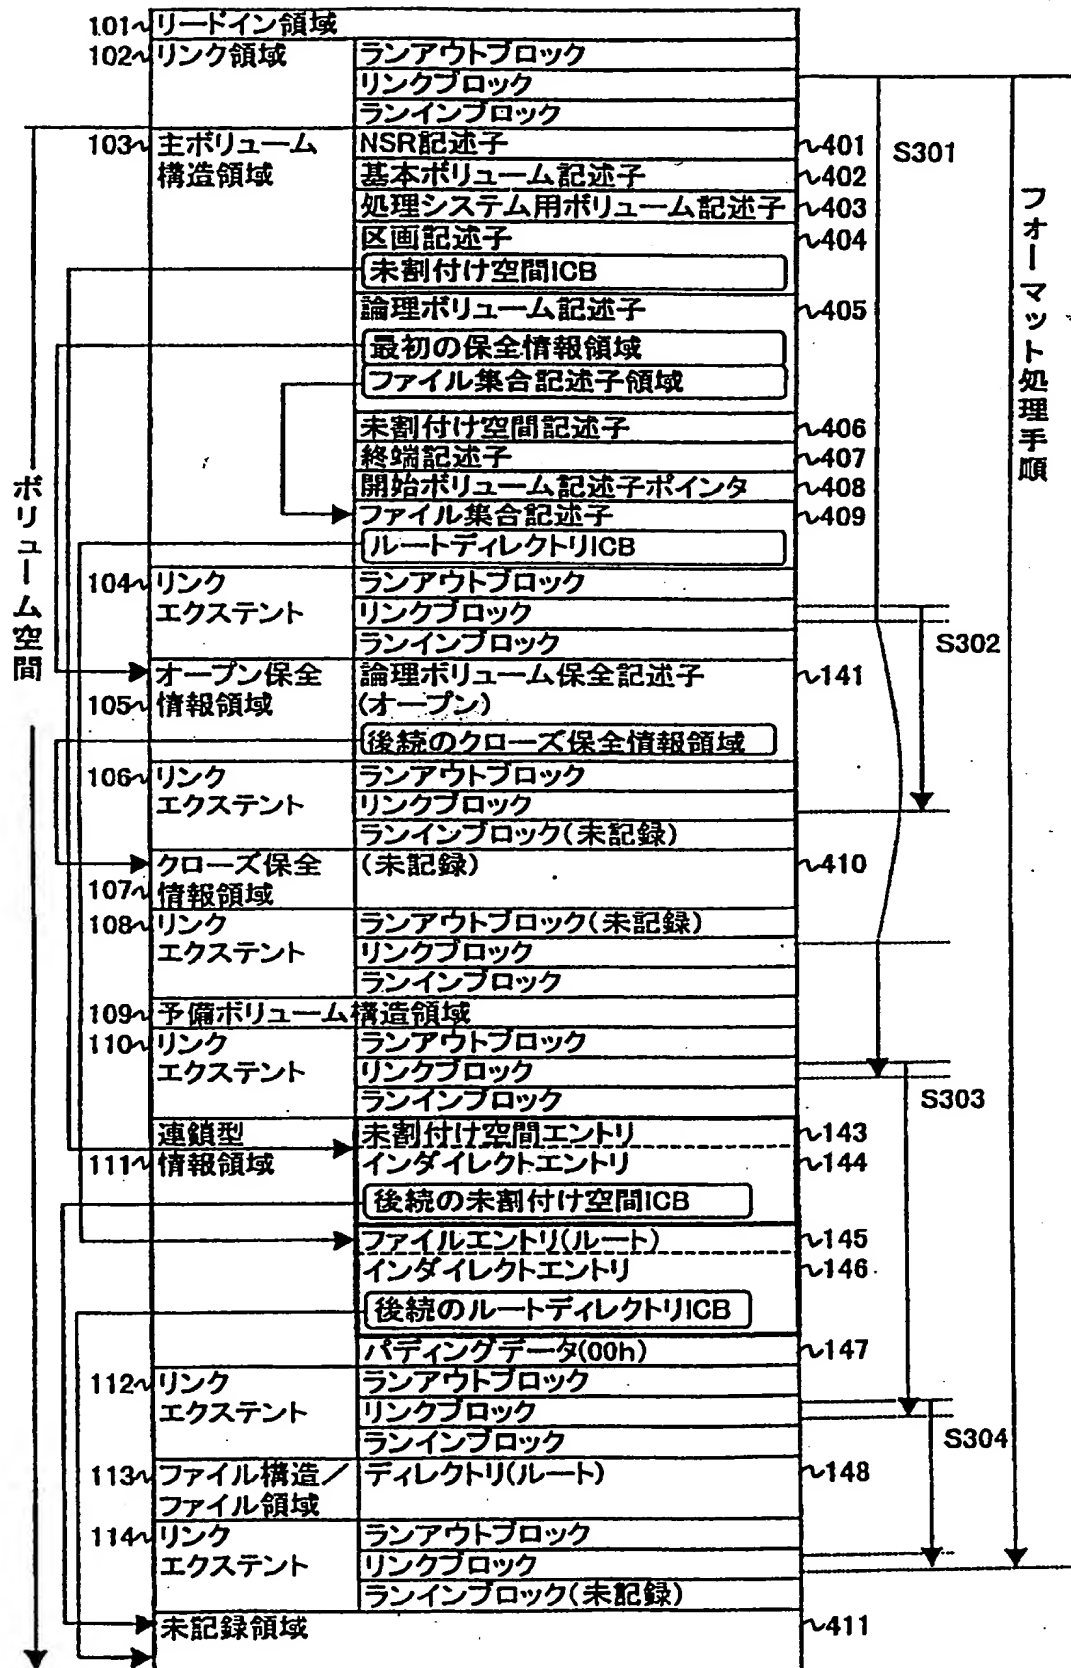 101 リードイン領域
102 リンク領域 ランアウトブロック
リンクブロック
ランインブロック
103 主ボリューム NSR記述子 401
構造領域 基本ボリューム記述子 402
処理システム用ボリューム記述子 403
区画記述子 404
未割付け空間ICB
論理ボリューム記述子 405
最初の保全情報領域
ファイル集合記述子領域
未割付け空間記述子 406
終端記述子 407
開始ボリューム記述子ポインタ 408
ファイル集合記述子 409
ルートディレクトリICB
104 リンク ランアウトブロック
エクステント リンクブロック
ランインブロック
オープン保全 論理ボリューム保全記述子 141
105 情報領域 (オープン)
後続のクローズ保全情報領域
106 リンク ランアウトブロック
エクステント リンクブロック
ランインブロック(未記録)
クローズ保全 (未記録) 410
107 情報領域
108 リンク ランアウトブロック(未記録)
エクステント リンクブロック
ランインブロック
109 予備ボリューム構造領域
110 リンク ランアウトブロック
エクステント リンクブロック
ランインブロック
連鎖型 未割付け空間エントリ 143
111 情報領域 インダイレクトエントリ 144
後続の未割付け空間ICB
ファイルエントリ(ルート) 145
インダイレクトエントリ 146
後続のルートディレクトリICB
パディングデータ(00h) 147
112 リンク ランアウトブロック
エクステント リンクブロック
ランインブロック
113 ファイル構造／ ディレクトリ(ルート) 148
ファイル領域
114 リンク ランアウトブロック
エクステント リンクブロック
ランインブロック(未記録)
未記録領域 411
ボリューム空間
S301
S302
S303
S304
フォーマット処理手順